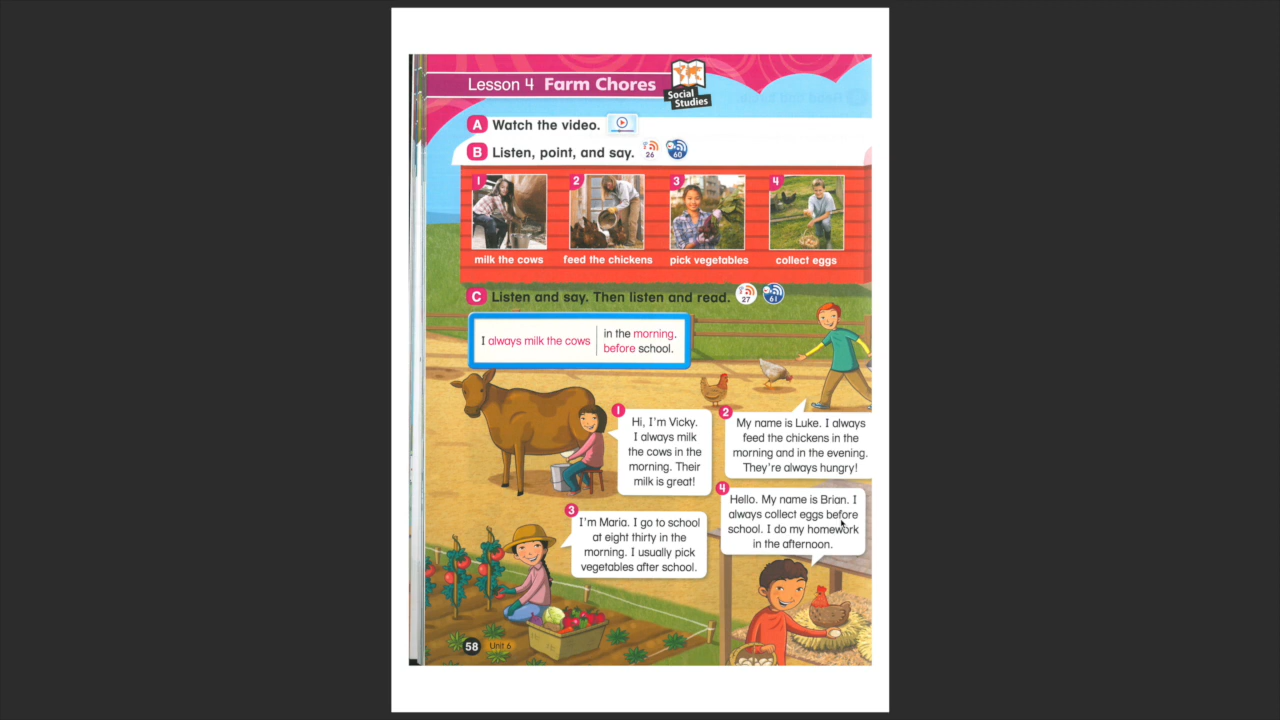 Lesson 4 Farm Chores
Social
Studies
A Watch the video.
B Listen, point, and say. 26 60
1 2 3 4
milk the cows feed the chickens pick vegetables collect eggs
C Listen and say. Then listen and read. 27 61
I always milk the cows
in the morning.
before school.
1
Hi, I'm Vicky.
I always milk
the cows in the
morning. Their
milk is great!
2
My name is Luke. I always
feed the chickens in the
morning and in the evening.
They're always hungry!
3
I'm Maria. I go to school
at eight thirty in the
morning. I usually pick
vegetables after school.
4
Hello. My name is Brian. I
always collect eggs before
school. I do my homework
in the afternoon.
58 Unit 6